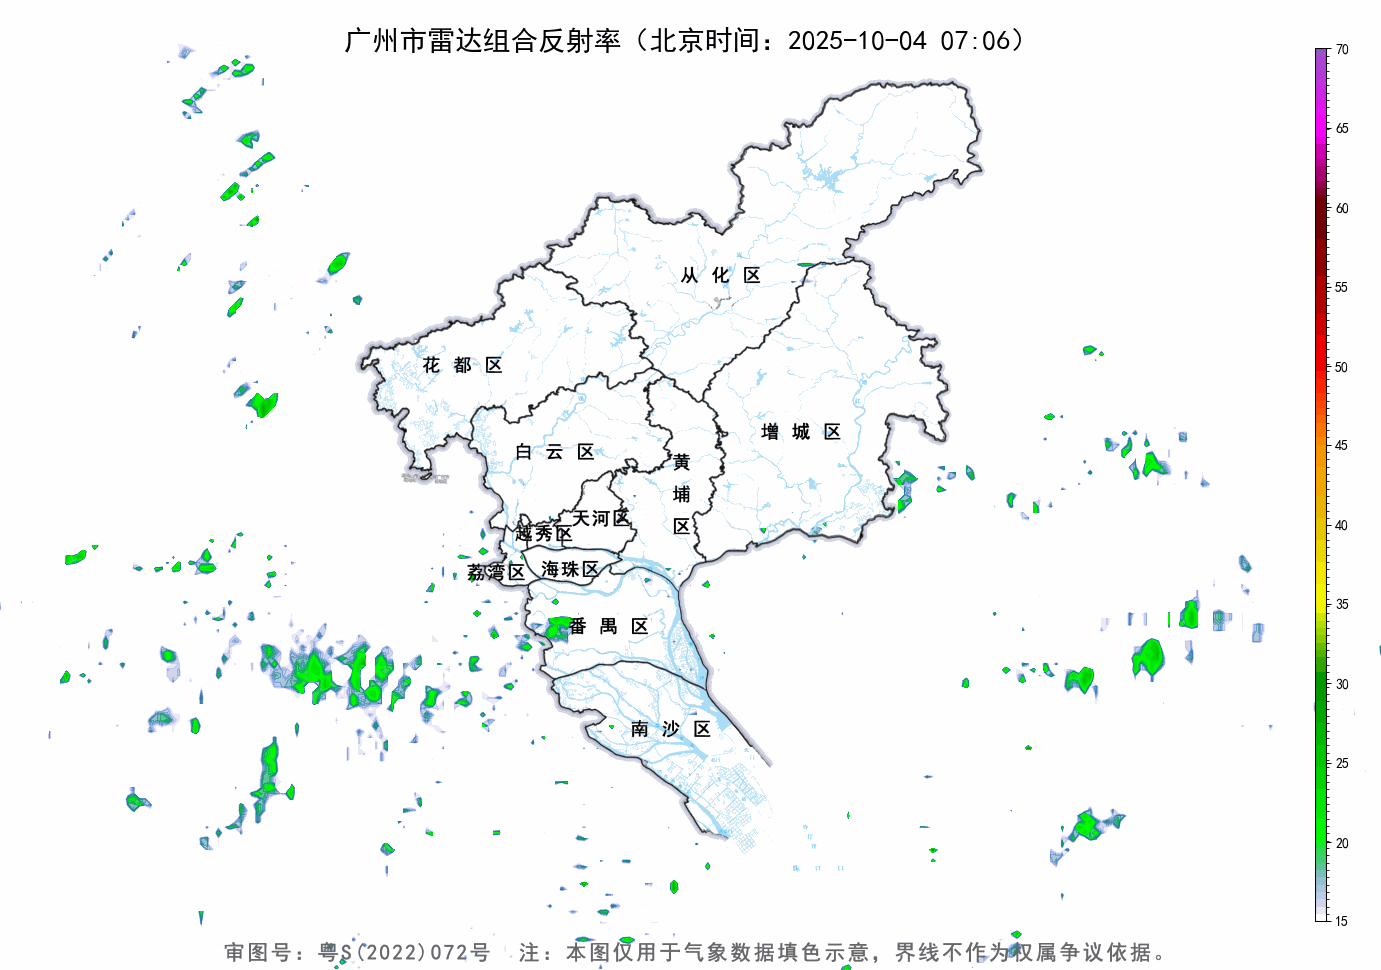 广州市雷达组合反射率（北京时间：2025-10-04 07:06）
70
65
60
55
50
45
40
35
30
25
20
15
从化区
花都区
增城区
白云区
黄埔区
天河区
越秀区
荔湾区
海珠区
番禺区
南沙区
审图号：粤S(2022)072号 注：本图仅用于气象数据填色示意，界线不作为权属争议依据。